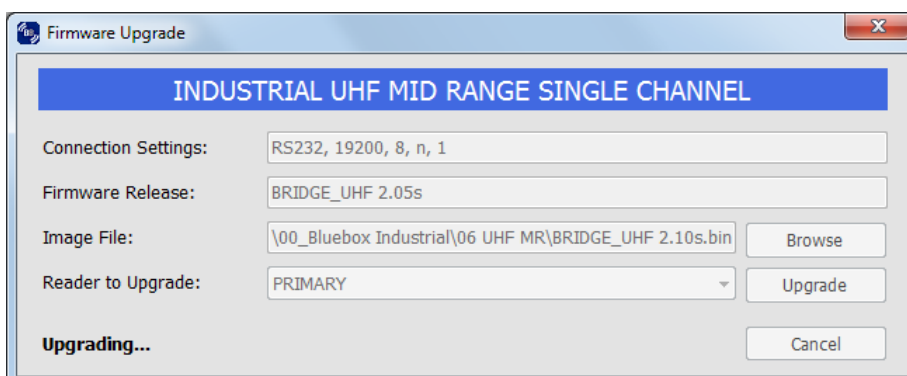 Firmware Upgrade
INDUSTRIAL UHF MID RANGE SINGLE CHANNEL
Connection Settings: RS232, 19200, 8, n, 1
Firmware Release: BRIDGE_UHF 2.05s
Image File: \00_Bluebox Industrial\06 UHF MR\BRIDGE_UHF 2.10s.bin Browse
Reader to Upgrade: PRIMARY Upgrade
Upgrading... Cancel